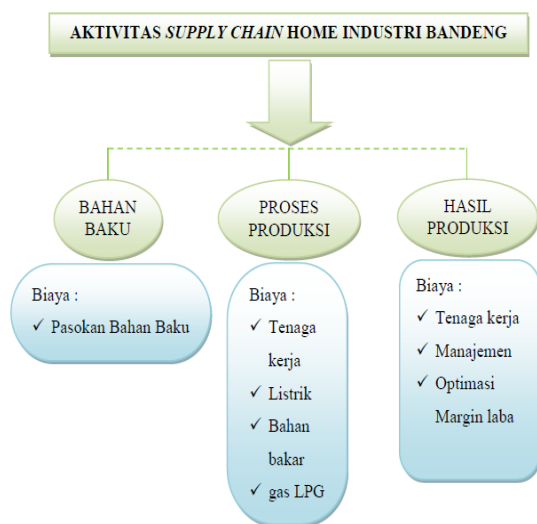 AKTIVITAS SUPPLY CHAIN HOME INDUSTRI BANDENG
BAHAN
BAKU
Biaya :
✓ Pasokan Bahan Baku
PROSES
PRODUKSI
Biaya :
✓ Tenaga
kerja
✓ Listrik
✓ Bahan
bakar
✓ gas LPG
HASIL
PRODUKSI
Biaya :
✓ Tenaga kerja
✓ Manajemen
✓ Optimasi
Margin laba